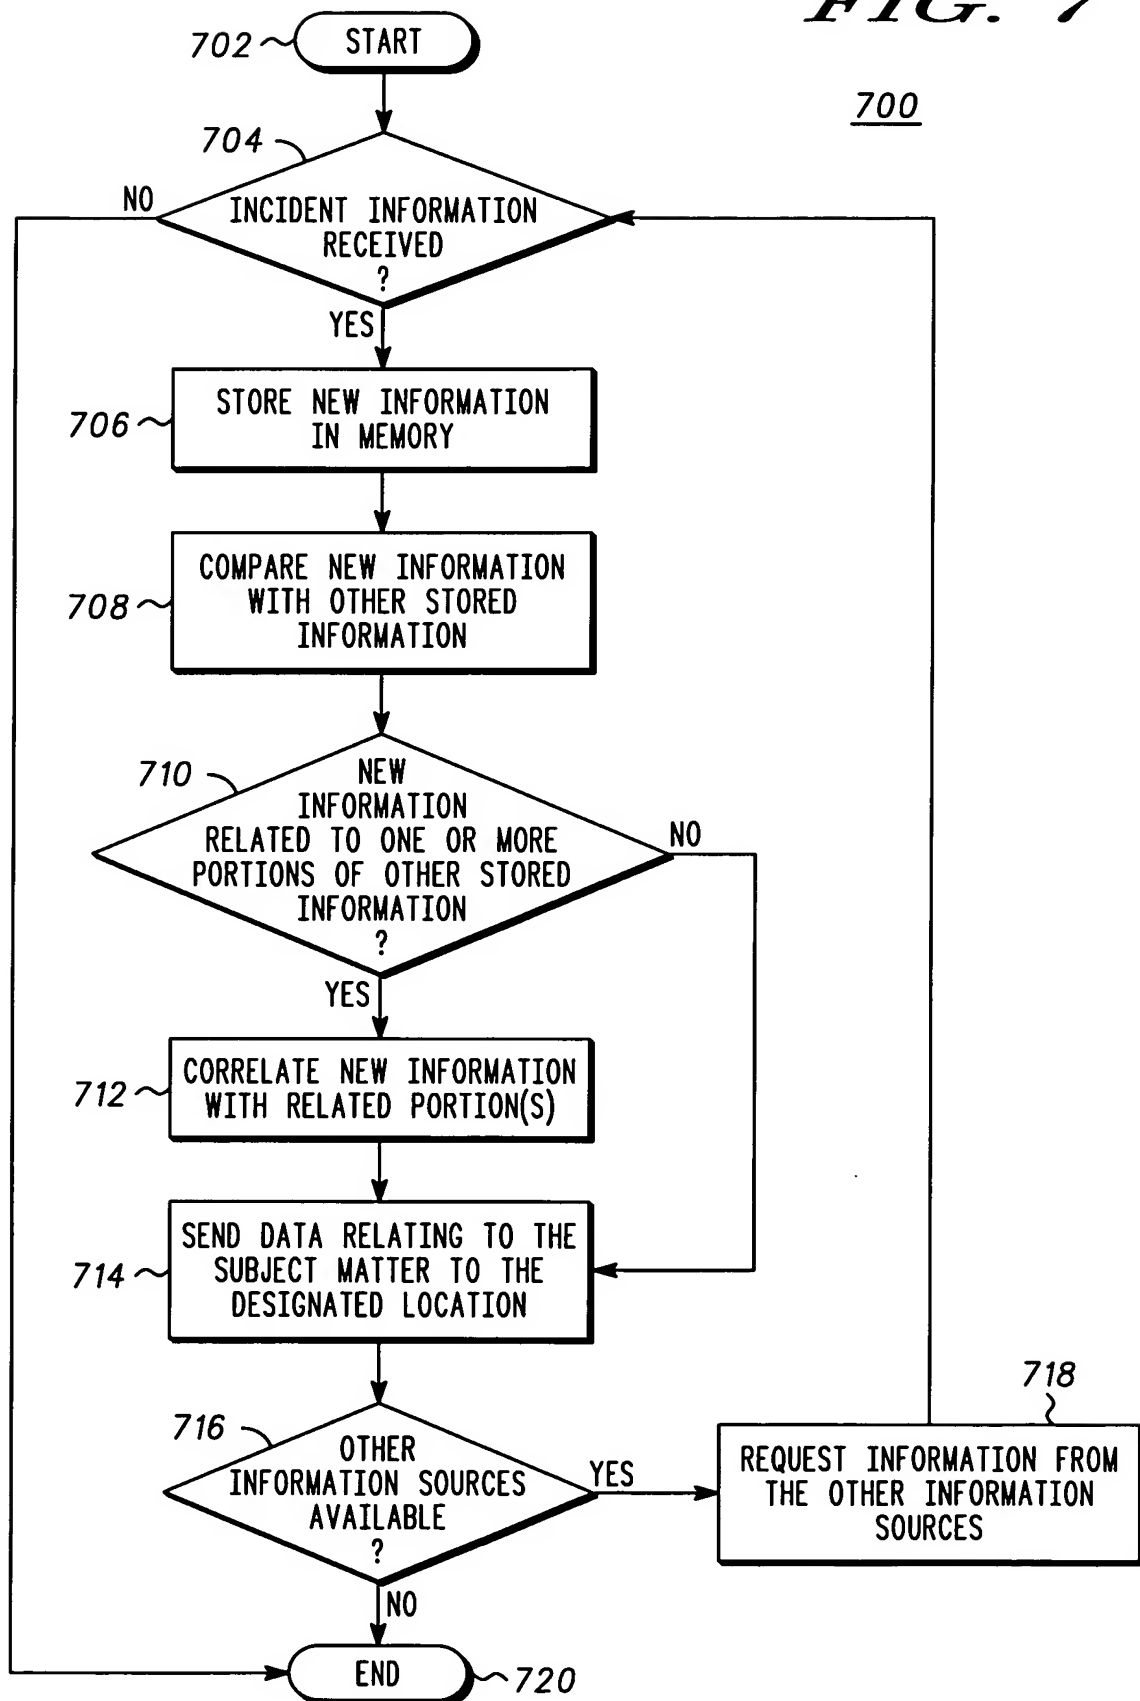 FIG. 7
700
702
START
704
NO
INCIDENT INFORMATION
RECEIVED
?
YES
706
STORE NEW INFORMATION
IN MEMORY
708
COMPARE NEW INFORMATION
WITH OTHER STORED
INFORMATION
710
NEW
INFORMATION
RELATED TO ONE OR MORE
PORTIONS OF OTHER STORED
INFORMATION
?
NO
YES
712
CORRELATE NEW INFORMATION
WITH RELATED PORTION(S)
714
SEND DATA RELATING TO THE
SUBJECT MATTER TO THE
DESIGNATED LOCATION
716
OTHER
INFORMATION SOURCES
AVAILABLE
?
YES
718
REQUEST INFORMATION FROM
THE OTHER INFORMATION
SOURCES
NO
END
720